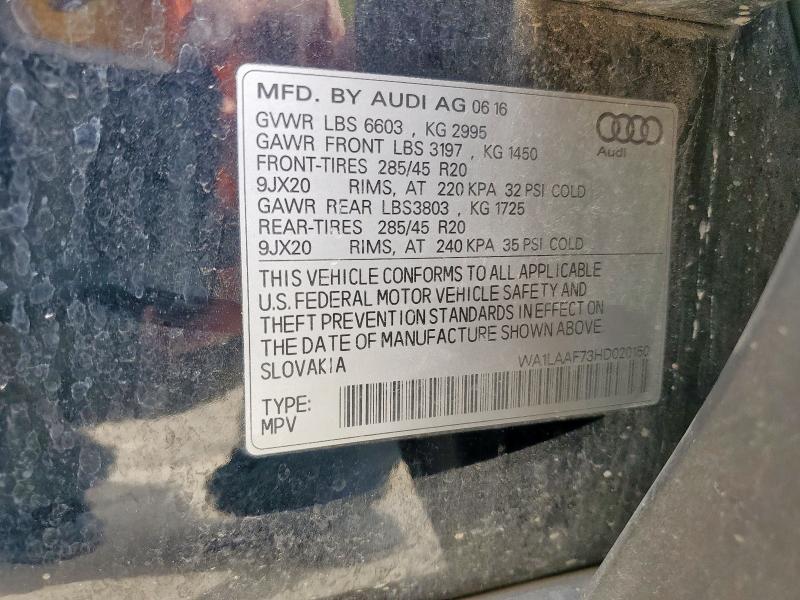 MFD. BY AUDI AG 06 16
GVWR LBS 6603 , KG 2995
GAWR FRONT LBS 3197 , KG 1450
FRONT-TIRES 285/45 R20
9JX20 RIMS, AT 220 KPA 32 PSI COLD
GAWR REAR LBS3803 , KG 1725
REAR-TIRES 285/45 R20
9JX20 RIMS, AT 240 KPA 35 PSI COLD
Audi
THIS VEHICLE CONFORMS TO ALL APPLICABLE
U.S. FEDERAL MOTOR VEHICLE SAFETY AND
THEFT PREVENTION STANDARDS IN EFFECT ON
THE DATE OF MANUFACTURE SHOWN ABOVE.
SLOVAKIA WA1LAAF73HD020150
TYPE:
MPV